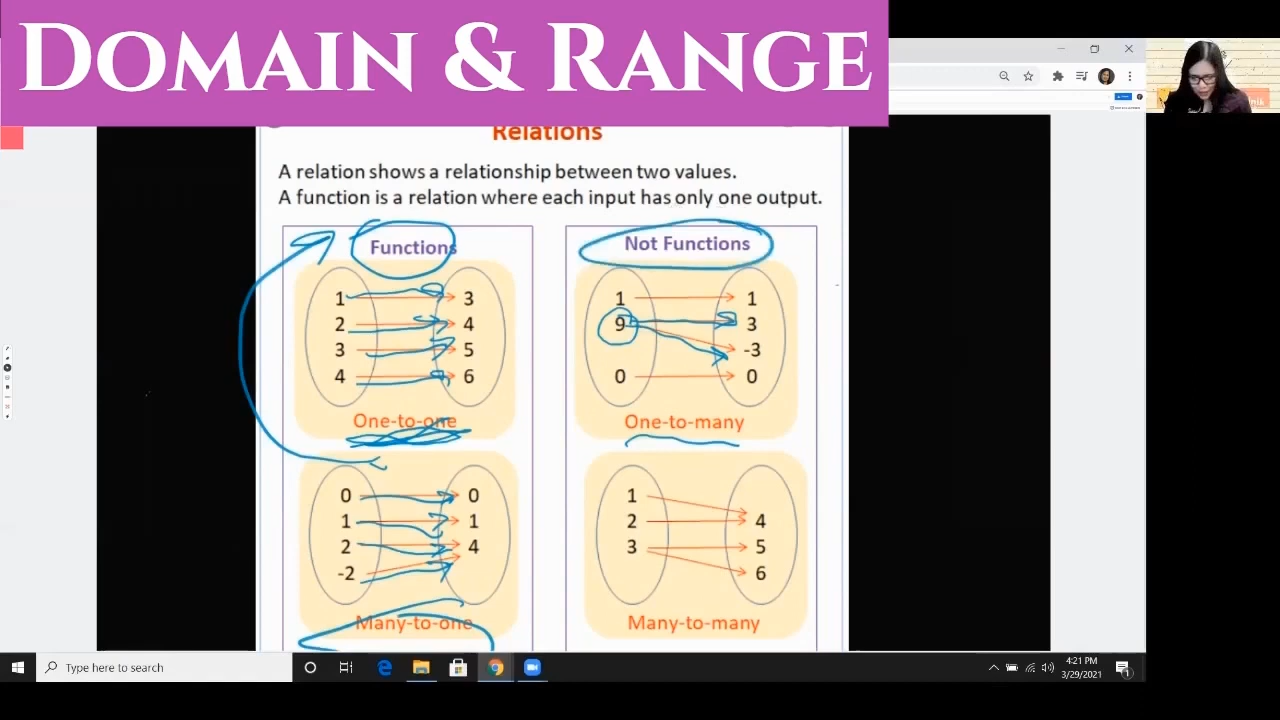 DOMAIN & RANGE
Relations
A relation shows a relationship between two values.
A function is a relation where each input has only one output.
Functions
1 3
2 4
3 5
4 6
One-to-one
0 0
1 1
2 4
-2
Many-to-one
Not Functions
1 1
9 3
-3
0 0
One-to-many
1
2 4
3 5
6
Many-to-many
Type here to search
4:21 PM
3/29/2021
1